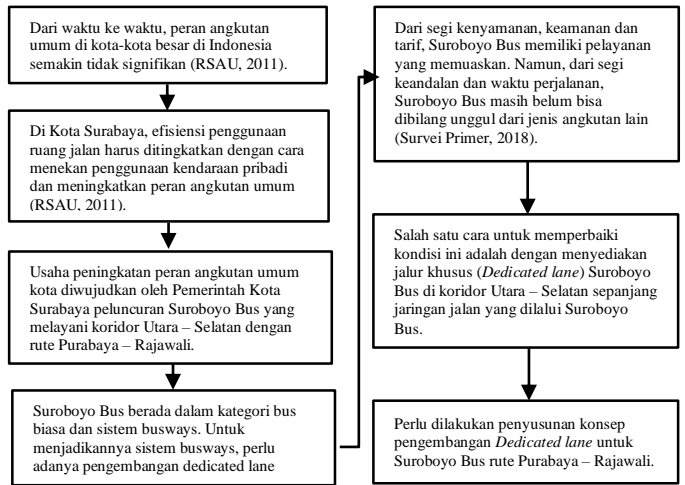 Dari waktu ke waktu, peran angkutan
umum di kota-kota besar di Indonesia
semakin tidak signifikan (RSAU, 2011).
Di Kota Surabaya, efisiensi penggunaan
ruang jalan harus ditingkatkan dengan cara
menekan penggunaan kendaraan pribadi
dan meningkatkan peran angkutan umum
(RSAU, 2011).
Usaha peningkatan peran angkutan umum
kota diwujudkan oleh Pemerintah Kota
Surabaya peluncuran Suroboyo Bus yang
melayani koridor Utara – Selatan dengan
rute Purabaya – Rajawali.
Suroboyo Bus berada dalam kategori bus
biasa dan sistem busways. Untuk
menjadikannya sistem busways, perlu
adanya pengembangan dedicated lane
Dari segi kenyamanan, keamanan dan
tarif, Suroboyo Bus memiliki pelayanan
yang memuaskan. Namun, dari segi
keandalan dan waktu perjalanan,
Suroboyo Bus masih belum bisa
dibilang unggul dari jenis angkutan lain
(Survei Primer, 2018).
Salah satu cara untuk memperbaiki
kondisi ini adalah dengan menyediakan
jalur khusus (Dedicated lane) Suroboyo
Bus di koridor Utara – Selatan sepanjang
jaringan jalan yang dilalui Suroboyo
Bus.
Perlu dilakukan penyusunan konsep
pengembangan Dedicated lane untuk
Suroboyo Bus rute Purabaya – Rajawali.